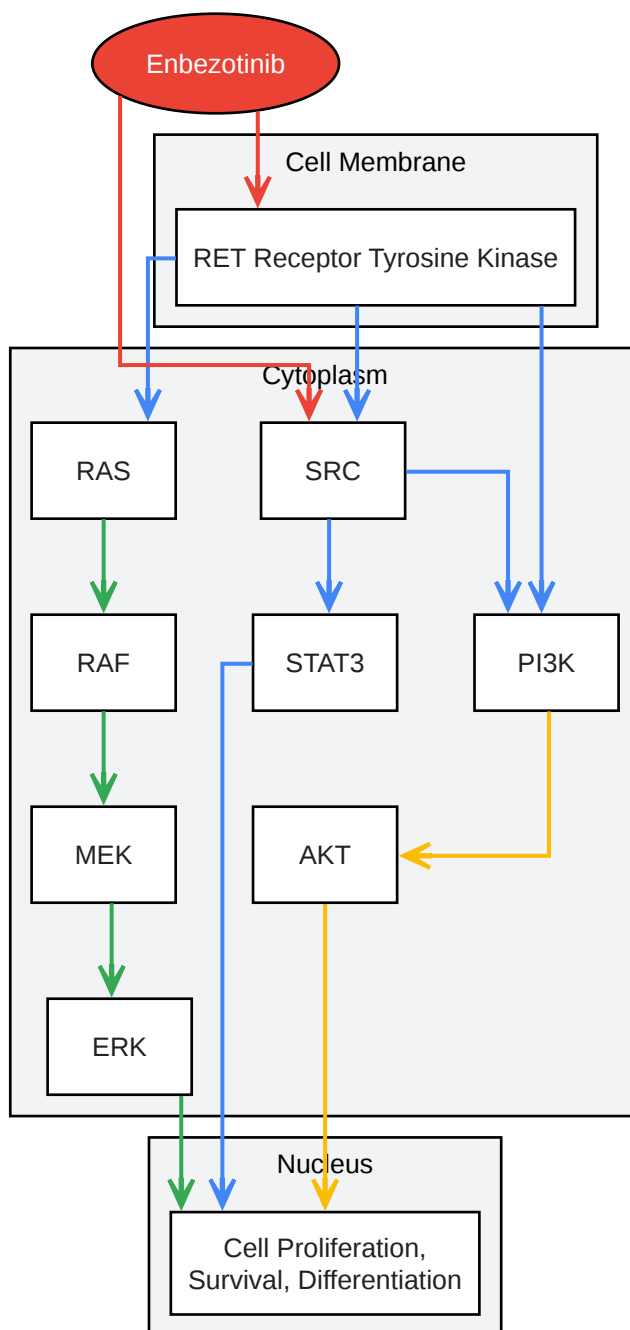 Enbezotinib
Cell Membrane
RET Receptor Tyrosine Kinase
Cytoplasm
RAS
SRC
RAF
STAT3
PI3K
MEK
AKT
ERK
Nucleus
Cell Proliferation,
Survival, Differentiation